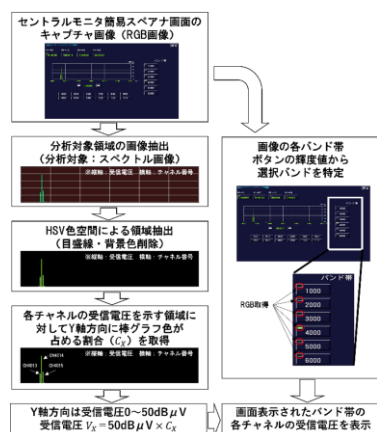 セントラルモニタ簡易スペアナ画面の
キャプチャ画像（RGB画像）
分析対象領域の画像抽出
（分析対象：スペクトル画像）
※縦軸：受信電圧　横軸：チャネル番号
HSV色空間による領域抽出
（目盛線・背景色削除）
※縦軸：受信電圧　横軸：チャネル番号
各チャネルの受信電圧を示す領域に
対してY軸方向に棒グラフ色が
占める割合（CX）を取得
※縦軸：受信電圧　横軸：チャネル番号
CH4014
CH4013
CH4015
Y軸方向は受信電圧0～50dBμV
受信電圧 VX = 50dBμV × CX
画像の各バンド帯
ボタンの輝度値から
選択バンドを特定
バンド帯
RGB取得
1000
2000
3000
4000
5000
6000
画面表示されたバンド帯の
各チャネルの受信電圧を表示